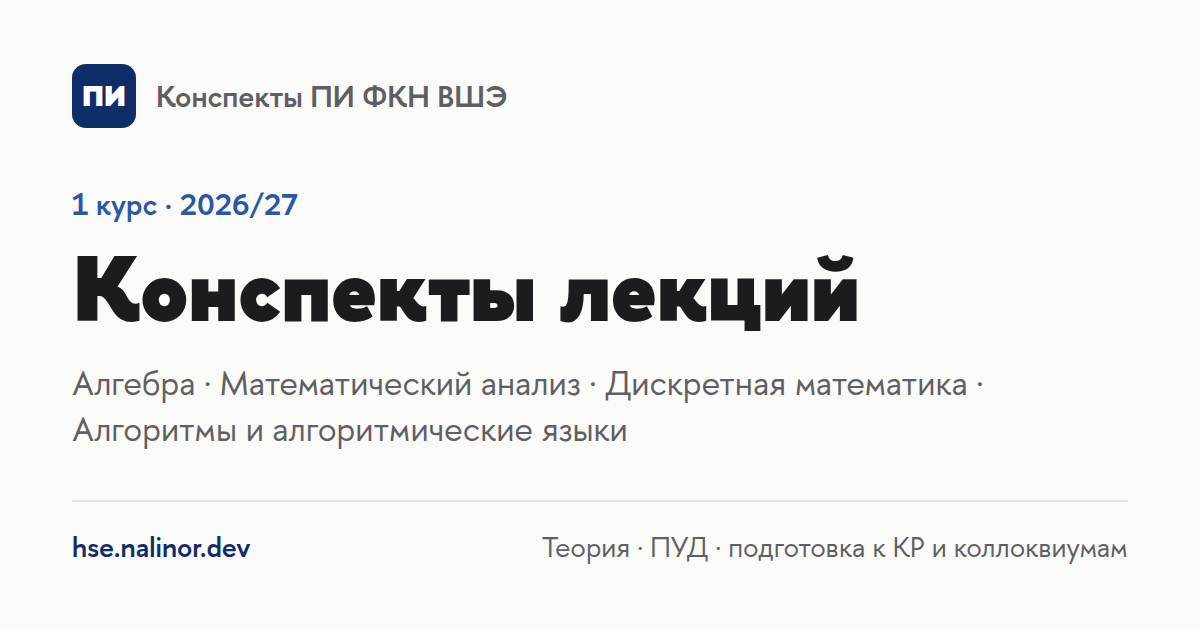 ПИ
Конспекты ПИ ФКН ВШЭ
1 курс · 2026/27
Конспекты лекций
Алгебра · Математический анализ · Дискретная математика ·
Алгоритмы и алгоритмические языки
hse.nalinor.dev
Теория · ПУД · подготовка к КР и коллоквиумам